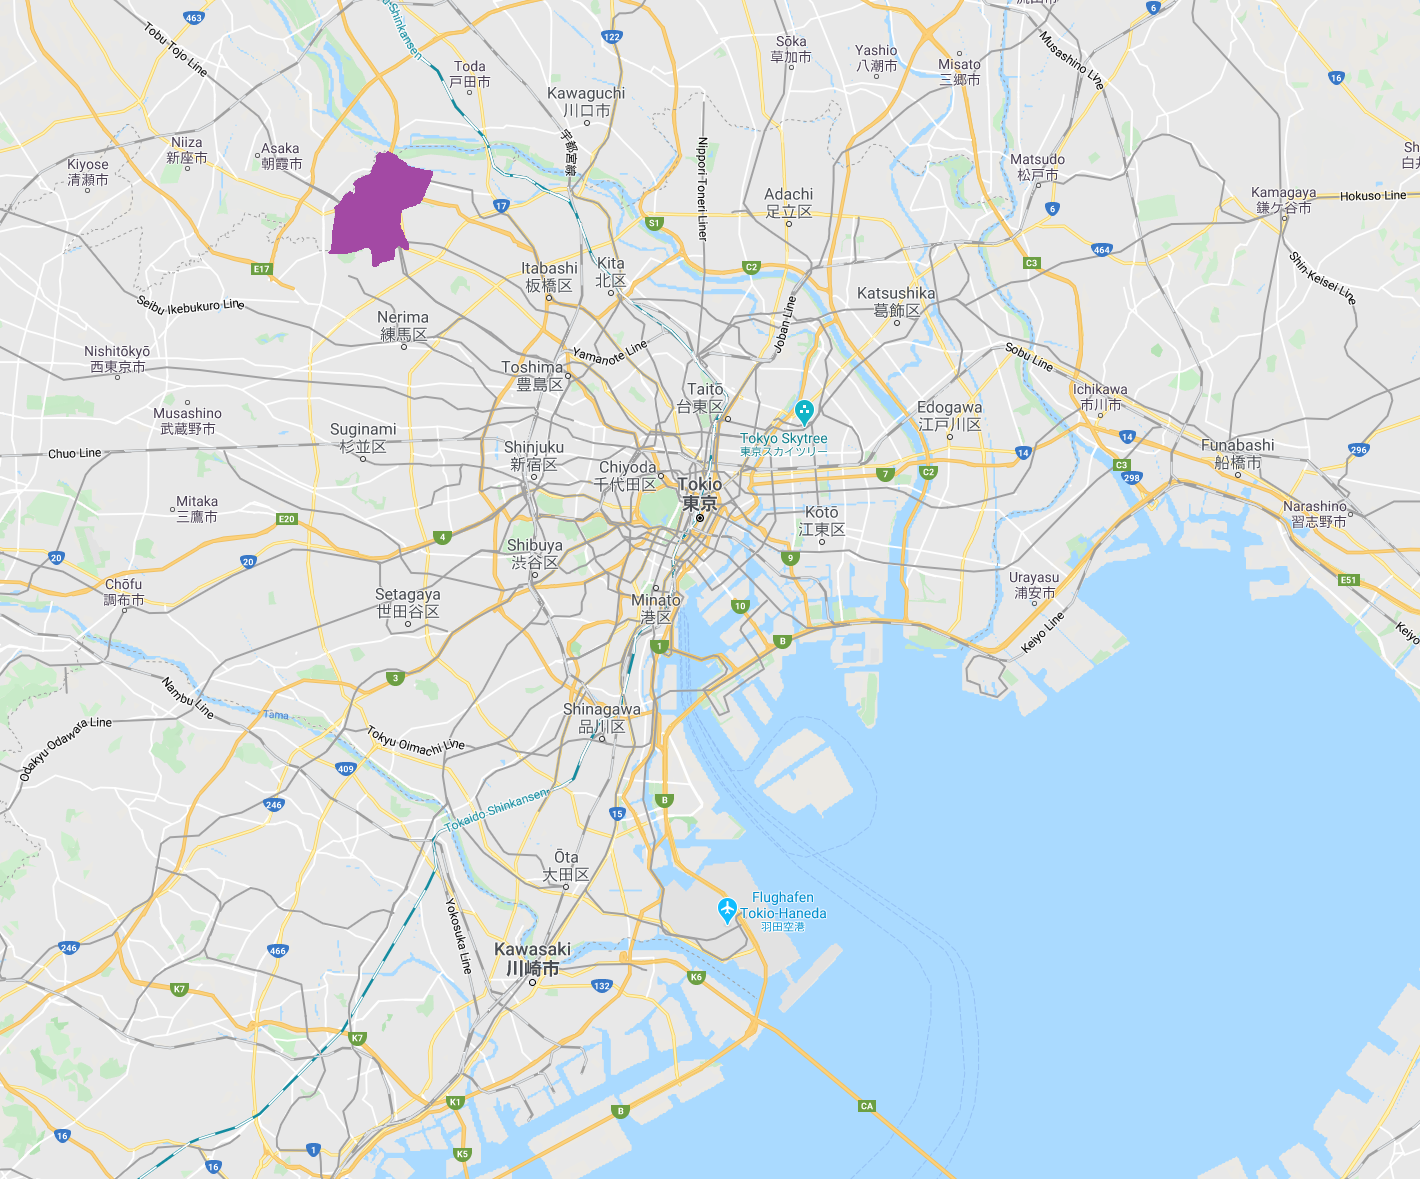 463
Tobu-Tojo Line
Shinkansen
122
Toda
戸田市
Kawaguchi
川口市
宇都宮線
Sōka
草加市
Yashio
八潮市
Misato
三郷市
流山市
6
Musashino Line
16
Kiyose
清瀬市
Niiza
新座市
Asaka
朝霞市
17
Nippori-Toneri Liner
S1
Adachi
足立区
Matsudo
松戸市
6
Kamagaya
鎌ケ谷市
Hokuso Line
Sh
白井
E17
Itabashi
板橋区
Kita
北区
C2
C3
464
Shin-Keisei Line
Seibu Ikebukuro Line
Nerima
練馬区
Katsushika
葛飾区
Joban Line
Yamanote Line
Sobu Line
Nishitōkyō
西東京市
Toshima
豊島区
Taitō
台東区
Ichikawa
市川市
Musashino
武蔵野市
Suginami
杉並区
Tokyo Skytree
東京スカイツリー
Edogawa
江戸川区
14
Chuo Line
Shinjuku
新宿区
Chiyoda
千代田区
Tokio
東京
7
C2
14
C3
298
Funabashi
船橋市
296
Mitaka
三鷹市
E20
4
Kōtō
江東区
Narashino
習志野市
20
20
Shibuya
渋谷区
9
Chōfu
調布市
Setagaya
世田谷区
Minato
港区
10
Urayasu
浦安市
E51
1
B
Keiyo Line
Keiyo
3
Nambu Line
Tama
Shinagawa
品川区
Odakyu Odawara Line
Tokyu Oimachi Line
409
246
Tokaido-Shinkansen
15
B
Ōta
大田区
Flughafen
Tokio-Haneda
羽田空港
Yokosuka Line
246
466
Kawasaki
川崎市
K7
132
K6
K7
K1
B
CA
16
1
K5
16